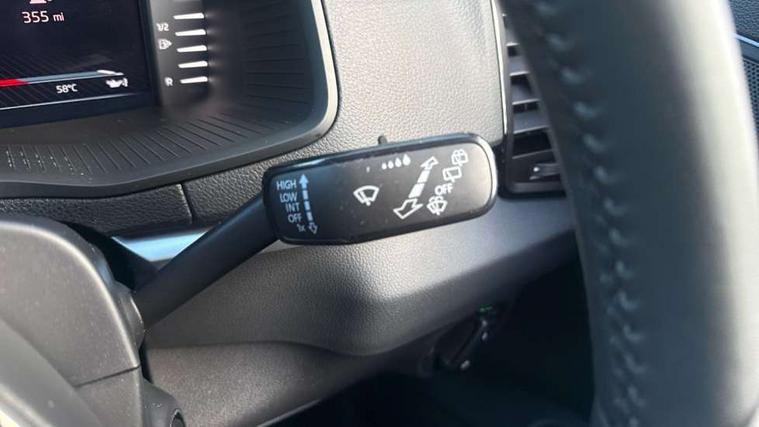 355 mi
1/2
R
58°C
HIGH
LOW
INT
OFF
1x
OFF